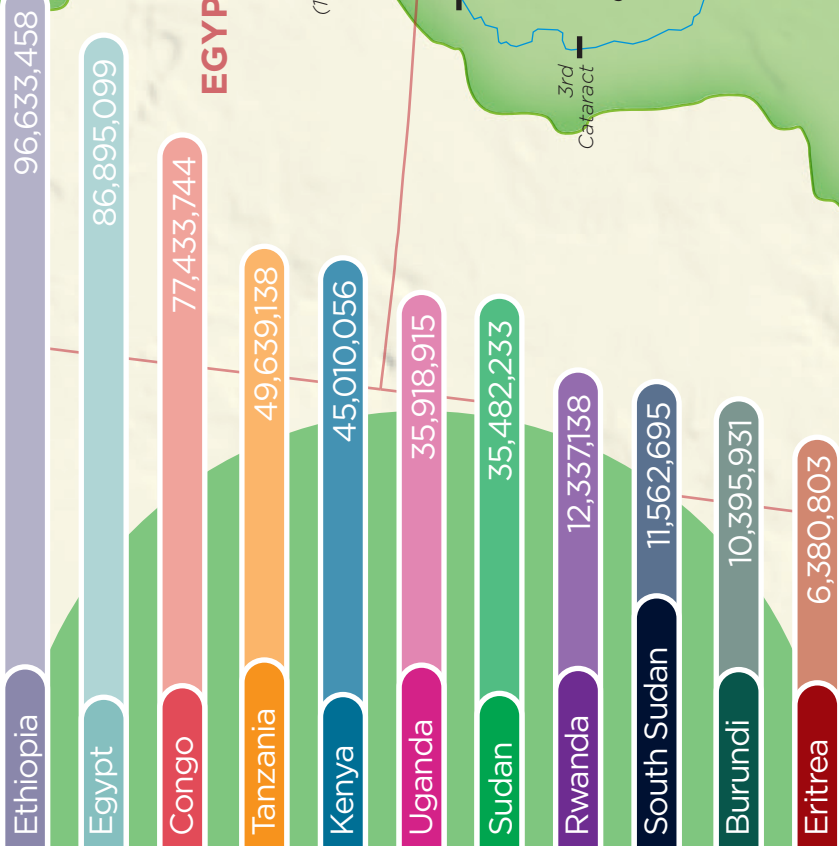 EGYP
(1
3rd
Cataract
96,633,458
86,895,099
77,433,744
49,639,138
45,010,056
35,918,915
35,482,233
12,337,138
11,562,695
10,395,931
6,380,803
Ethiopia
Egypt
Congo
Tanzania
Kenya
Uganda
Sudan
Rwanda
South Sudan
Burundi
Eritrea